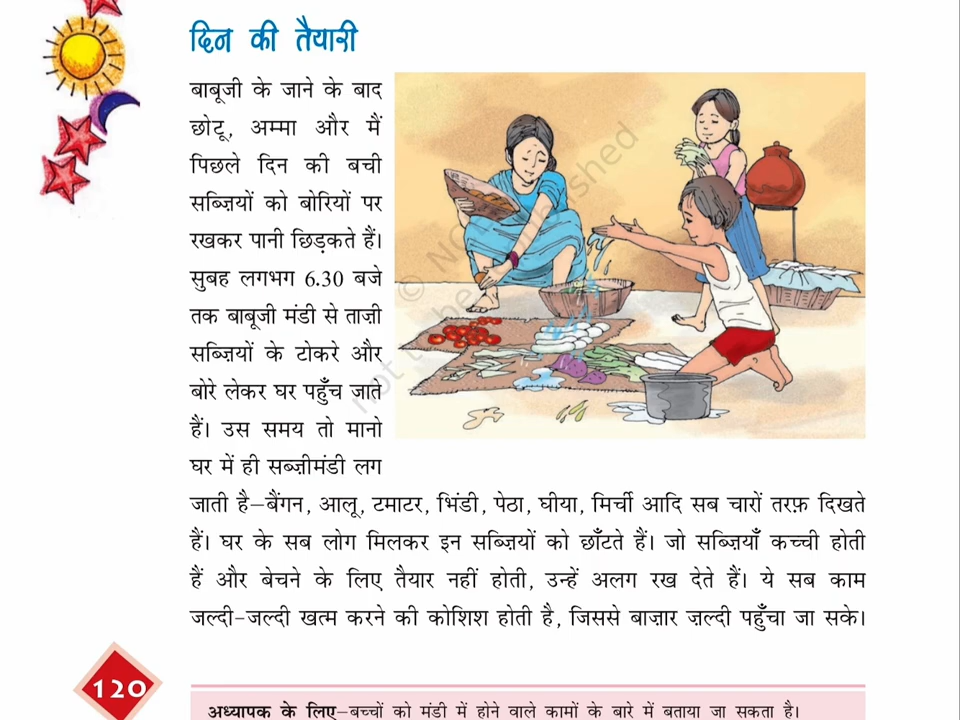 दिन की तैयारी
बाबूजी के जाने के बाद
छोटू, अम्मा और मैं
पिछले दिन की बची
सब्ज़ियों को बोरियों पर
रखकर पानी छिड़कते हैं।
सुबह लगभग 6.30 बजे
तक बाबूजी मंडी से ताज़ी
सब्ज़ियों के टोकरे और
बोरे लेकर घर पहुँच जाते
हैं। उस समय तो मानो
घर में ही सब्ज़ीमंडी लग
जाती है–बैंगन, आलू, टमाटर, भिंडी, पेठा, घीया, मिर्ची आदि सब चारों तरफ़ दिखते
हैं। घर के सब लोग मिलकर इन सब्ज़ियों को छाँटते हैं। जो सब्ज़ियाँ कच्ची होती
हैं और बेचने के लिए तैयार नहीं होती, उन्हें अलग रख देते हैं। ये सब काम
जल्दी-जल्दी खत्म करने की कोशिश होती है, जिससे बाज़ार ज़ल्दी पहुँचा जा सके।
120
अध्यापक के लिए–बच्चों को मंडी में होने वाले कामों के बारे में बताया जा सकता है।